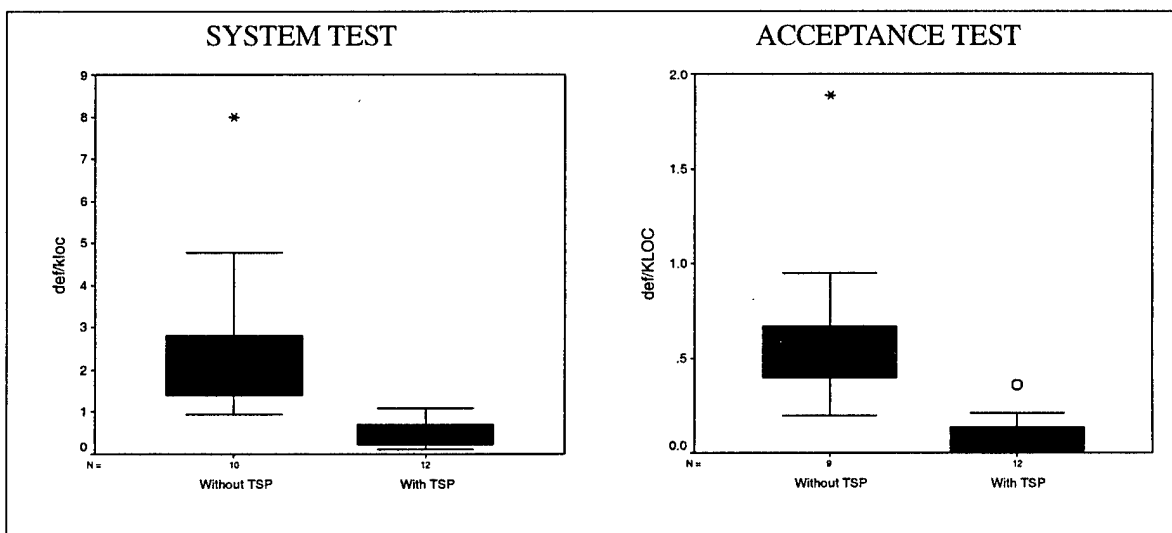 SYSTEM TEST
ACCEPTANCE TEST
9
8
7
6
5
4
3
2
1
0
def/kloc
N =
10
12
Without TSP
With TSP
2.0
1.5
1.0
.5
0.0
def/KLOC
N =
9
12
Without TSP
With TSP